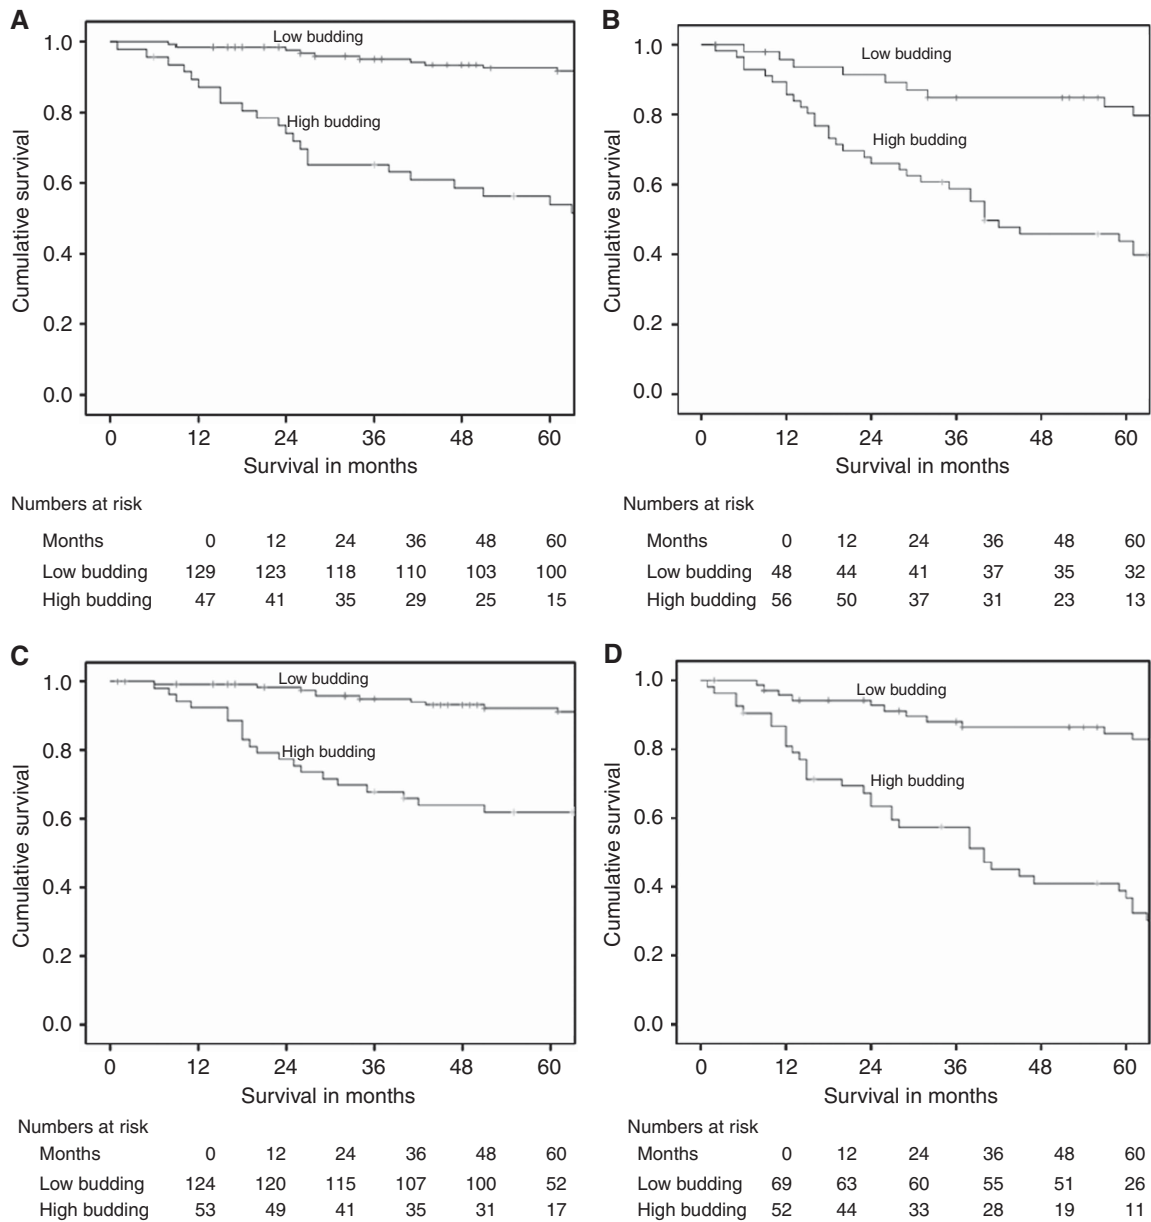 A
Cumulative survival
1.0
0.8
0.6
0.4
0.2
0.0
Low budding
High budding
0 12 24 36 48 60
Survival in months
Numbers at risk
Months 0 12 24 36 48 60
Low budding 129 123 118 110 103 100
High budding 47 41 35 29 25 15
B
Cumulative survival
1.0
0.8
0.6
0.4
0.2
0.0
Low budding
High budding
0 12 24 36 48 60
Survival in months
Numbers at risk
Months 0 12 24 36 48 60
Low budding 48 44 41 37 35 32
High budding 56 50 37 31 23 13
C
Cumulative survival
1.0
0.8
0.6
0.4
0.2
0.0
Low budding
High budding
0 12 24 36 48 60
Survival in months
Numbers at risk
Months 0 12 24 36 48 60
Low budding 124 120 115 107 100 52
High budding 53 49 41 35 31 17
D
Cumulative survival
1.0
0.8
0.6
0.4
0.2
0.0
Low budding
High budding
0 12 24 36 48 60
Survival in months
Numbers at risk
Months 0 12 24 36 48 60
Low budding 69 63 60 55 51 26
High budding 52 44 33 28 19 11